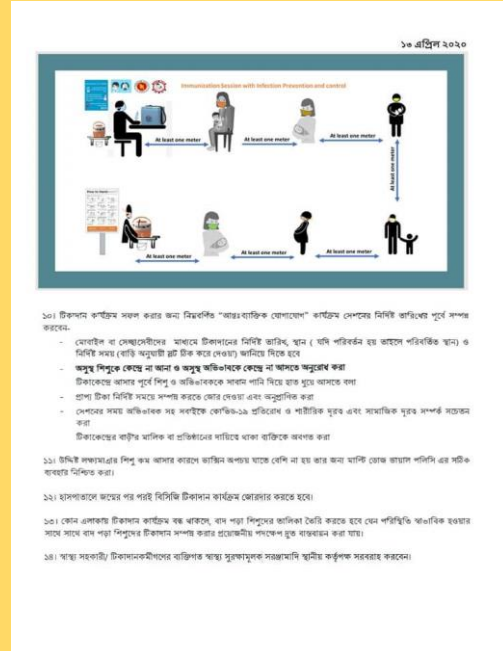 ১৩ এপ্রিল ২০২০
Immunization Session with Infection Prevention and control
At least one meter
At least one meter
At least one meter
At least one meter
At least one meter
At least one meter
At least one meter
১০। টিকাদান কার্যক্রম সফল করার জন্য নিম্নবর্ণিত “আন্তঃব্যক্তিক যোগাযোগ” কার্যক্রম সেশনের নির্দিষ্ট তারিখের পূর্বে সম্পন্ন
করবেন-
- মোবাইল বা সেচ্ছাসেবীদের মাধ্যমে টিকাদানের নির্দিষ্ট তারিখ, স্থান ( যদি পরিবর্তন হয় তাহলে পরিবর্তিত স্থান) ও
নির্দিষ্ট সময় (বাড়ি অনুযায়ী স্লট ঠিক করে দেওয়া) জানিয়ে দিতে হবে
- অসুস্থ শিশুকে কেন্দ্রে না আনা ও অসুস্থ অভিভাবকে কেন্দ্রে না আসতে অনুরোধ করা
টিকাকেন্দ্রে আসার পূর্বে শিশু ও অভিভাবককে সাবান পানি দিয়ে হাত ধুয়ে আসতে বলা
- প্রাপ্য টিকা নির্দিষ্ট সময়ে সম্পন্ন করতে জোর দেওয়া এবং অনুপ্রাণিত করা
- সেশনের সময় অভিভাবক সহ সবাইকে কোভিড-১৯ প্রতিরোধ ও শারীরিক দূরত্ব এবং সামাজিক দূরত্ব সম্পর্কে সচেতন
করা
টিকাকেন্দ্রের বাড়ীর মালিক বা প্রতিষ্ঠানের দায়িত্বে থাকা ব্যক্তিকে অবগত করা
১১। উদ্দিষ্ট লক্ষ্যমাত্রার শিশু কম আসার কারণে ভ্যাক্সিন অপচয় যাতে বেশি না হয় তার জন্য মাল্টি ডোজ ভায়াল পলিসি এর সঠিক
ব্যবহার নিশ্চিত করা।
১২। হাসপাতালে জন্মের পর পরই বিসিজি টিকাদান কার্যক্রম জোরদার করতে হবে।
১৩। কোন এলাকায় টিকাদান কার্যক্রম বন্ধ থাকলে, বাদ পড়া শিশুদের তালিকা তৈরি করতে হবে যেন পরিস্থিতি স্বাভাবিক হওয়ার
সাথে সাথে বাদ পড়া শিশুদের টিকাদান সম্পন্ন করার প্রয়োজনীয় পদক্ষেপ দ্রুত বাস্তবায়ন করা যায়।
১৪। স্বাস্থ্য সহকারী/ টিকাদানকর্মীগণের ব্যক্তিগত স্বাস্থ্য সুরক্ষামূলক সরঞ্জামাদি স্থানীয় কর্তৃপক্ষ সরবরাহ করবেন।